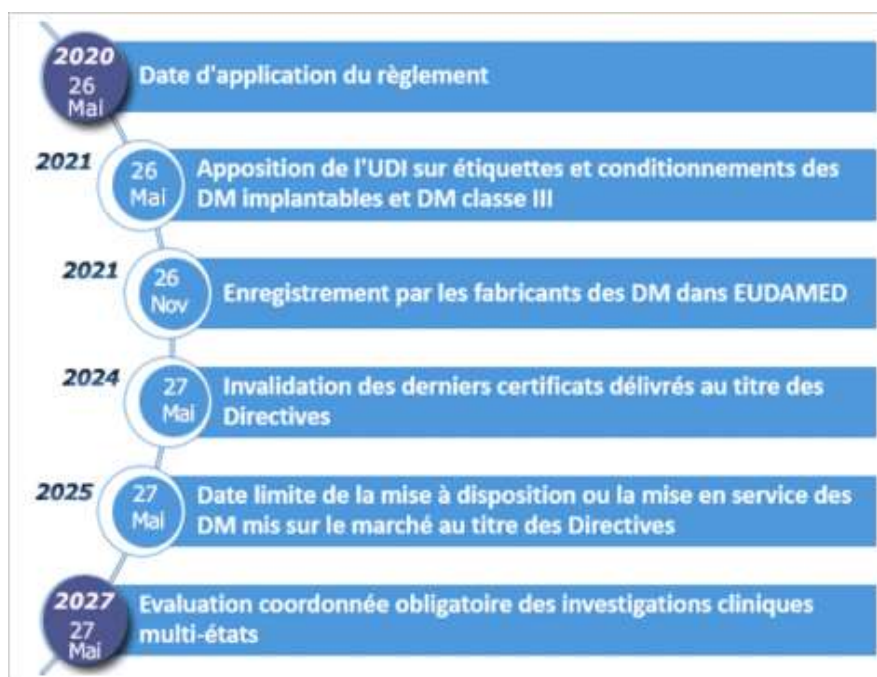 2020
26
Mai
Date d'application du règlement
2021
26
Mai
Apposition de l'UDI sur étiquettes et conditionnements des
DM implantables et DM classe III
2021
26
Nov
Enregistrement par les fabricants des DM dans EUDAMED
2024
27
Mai
Invalidation des derniers certificats délivrés au titre des
Directives
2025
27
Mai
Date limite de la mise à disposition ou la mise en service des
DM mis sur le marché au titre des Directives
2027
27
Mai
Evaluation coordonnée obligatoire des investigations cliniques
multi-états